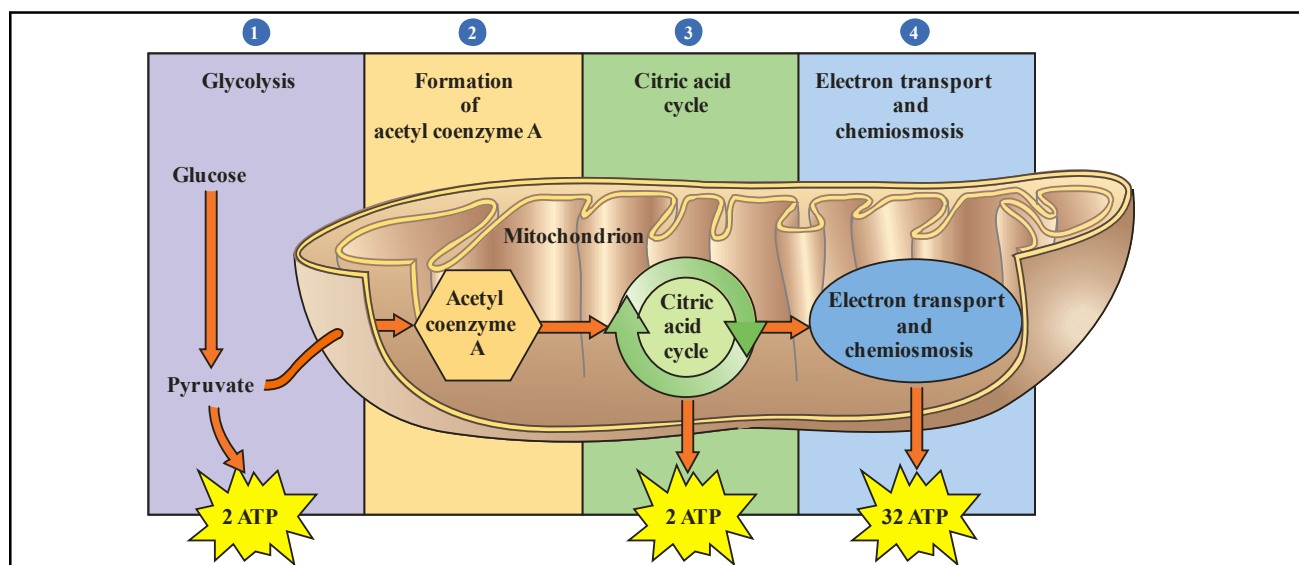 1
2
3
4
Glycolysis
Formation
of
acetyl coenzyme A
Citric acid
cycle
Electron transport
and
chemiosmosis
Glucose
Mitochondrion
Acetyl
coenzyme
A
Citric
acid
cycle
Electron transport
and
chemiosmosis
Pyruvate
2 ATP
2 ATP
32 ATP